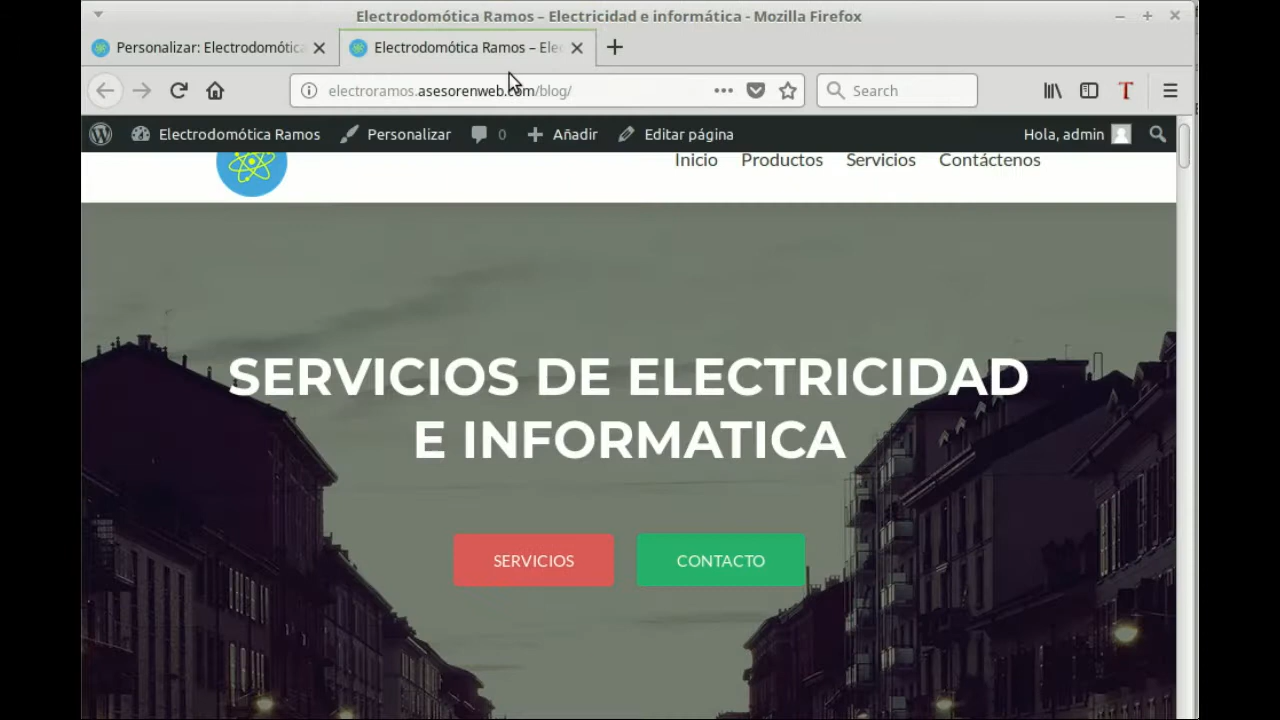 Electrodomótica Ramos – Electricidad e informática - Mozilla Firefox
Personalizar: Electrodomótica
Electrodomótica Ramos – Elec
electroramos.asesorenweb.com/blog/
Search
Electrodomótica Ramos Personalizar 0 Añadir Editar página Hola, admin
Inicio Productos Servicios Contáctenos
SERVICIOS DE ELECTRICIDAD
E INFORMATICA
SERVICIOS
CONTACTO